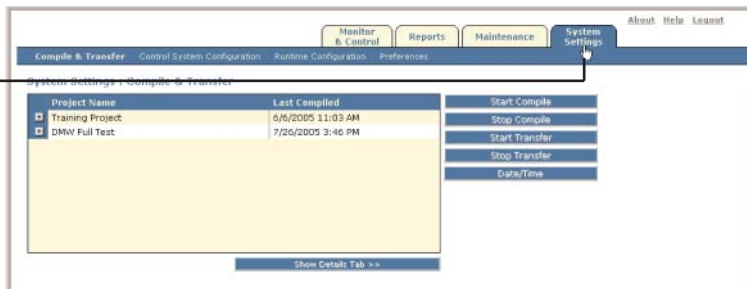 About Help Logout
Monitor & Control Reports Maintenance System Settings
Compile & Transfer Control System Configuration Runtime Configuration Preferences
System Settings : Compile & Transfer
Project Name Last Compiled
Training Project 6/6/2005 11:03 AM
DMW Full Test 7/26/2005 3:46 PM
Start Compile
Stop Compile
Start Transfer
Stop Transfer
Date/Time
Show Details Tab >>